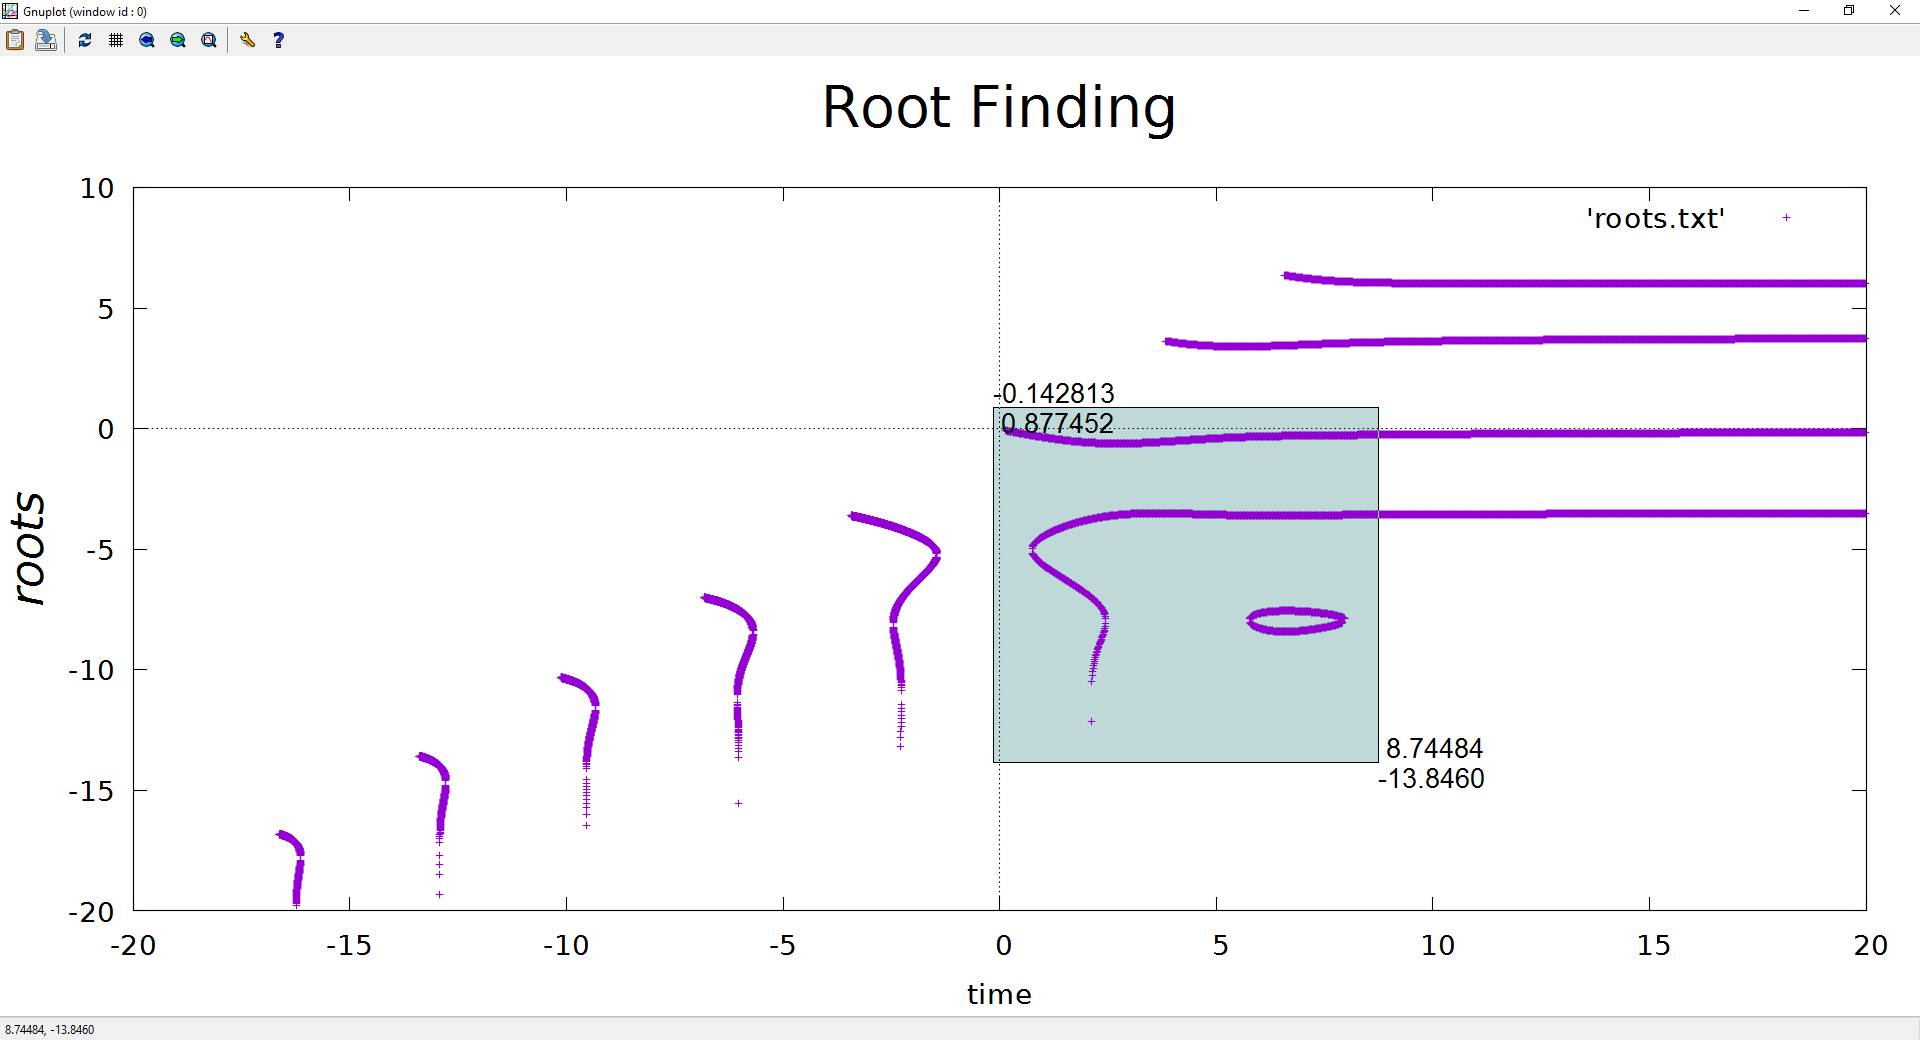 Gnuplot (window id : 0)
Root Finding
10
'roots.txt'
5
-0.142813
0.877452
0
roots
-5
-10
8.74484
-13.8460
-15
-20
-20 -15 -10 -5 0 5 10 15 20
time
8.74484, -13.8460